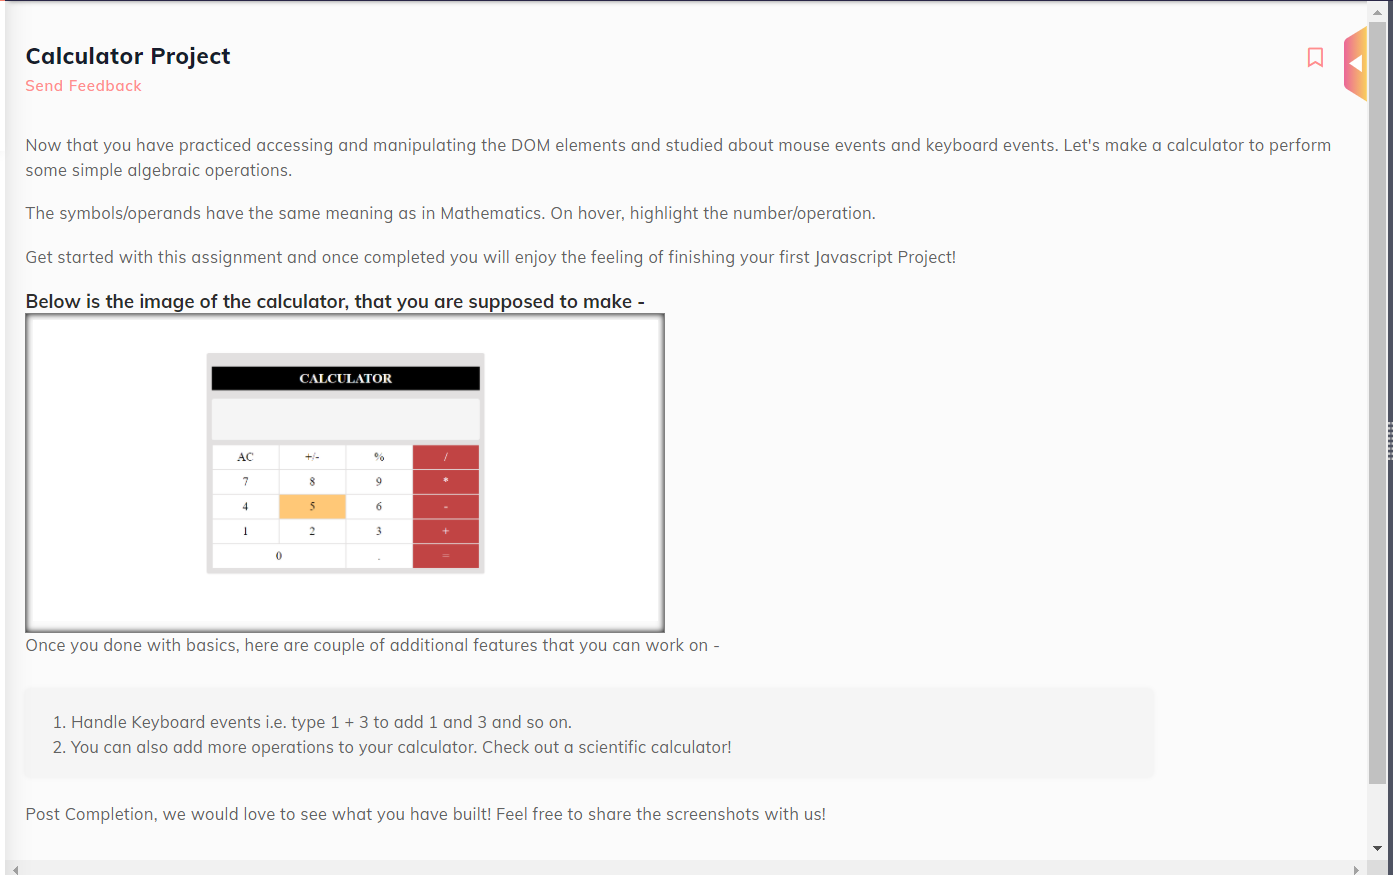 Calculator Project
Send Feedback
Now that you have practiced accessing and manipulating the DOM elements and studied about mouse events and keyboard events. Let's make a calculator to perform
some simple algebraic operations.
The symbols/operands have the same meaning as in Mathematics. On hover, highlight the number/operation.
Get started with this assignment and once completed you will enjoy the feeling of finishing your first Javascript Project!
Below is the image of the calculator, that you are supposed to make -
CALCULATOR
AC +/- % /
7 8 9 *
4 5 6 -
1 2 3 +
0 . =
Once you done with basics, here are couple of additional features that you can work on -
1. Handle Keyboard events i.e. type 1 + 3 to add 1 and 3 and so on.
2. You can also add more operations to your calculator. Check out a scientific calculator!
Post Completion, we would love to see what you have built! Feel free to share the screenshots with us!